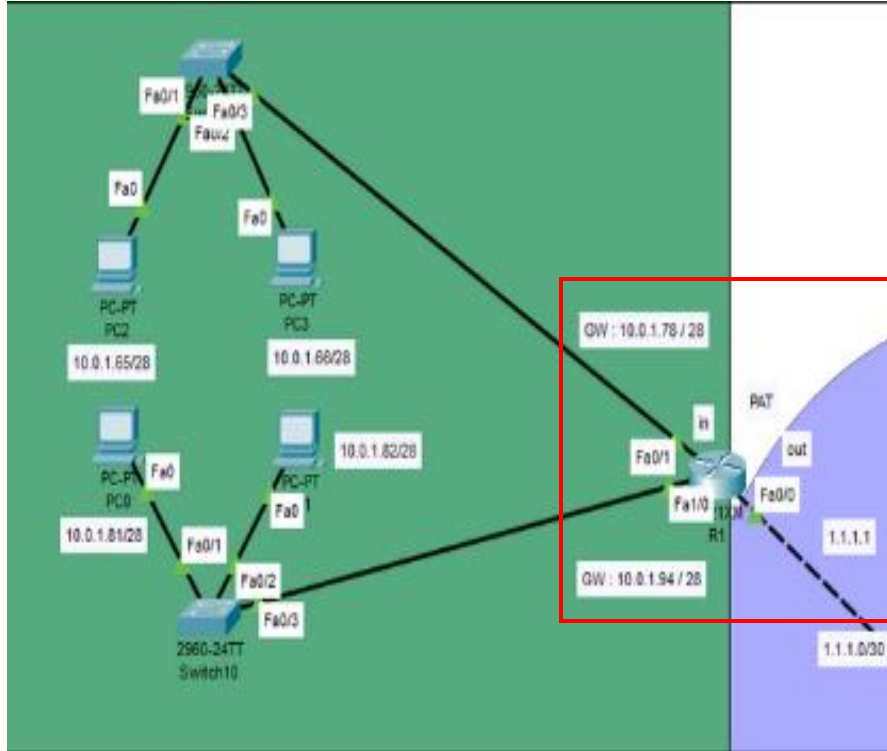 Fa0/1
Fa0/3
Fa0/2
Fa0
Fa0
PC-PT
PC2
PC-PT
PC3
10.0.1.65/28
10.0.1.66/28
GW : 10.0.1.78 / 28
PAT
in
out
Fa0/1
Fa0/0
Fa1/0
R1
1.1.1.1
GW : 10.0.1.94 / 28
1.1.1.0/30
10.0.1.82/28
PC-PT
PC0
Fa0
PC-PT
1
Fa0
10.0.1.81/28
Fa0/1
Fa0/2
Fa0/3
2960-24TT
Switch10